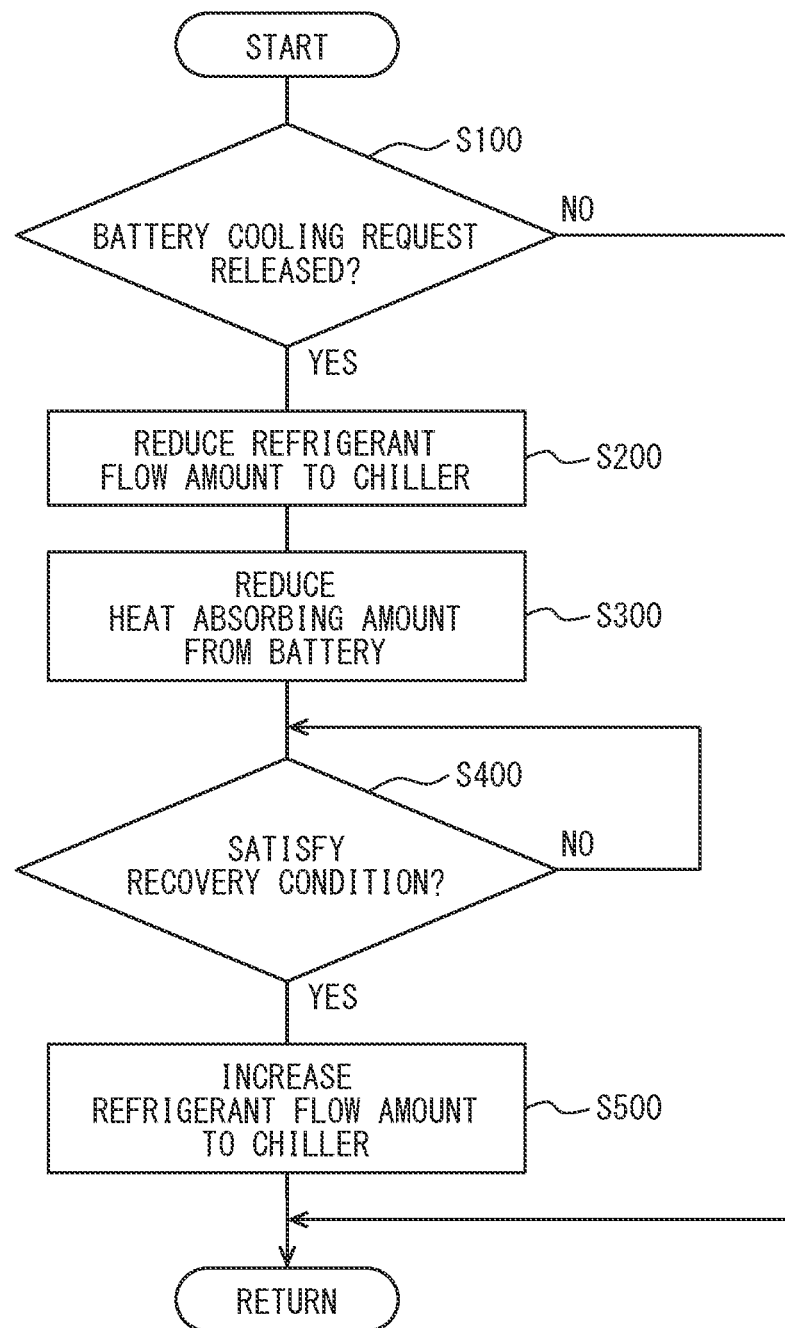 START
S100
NO
BATTERY COOLING REQUEST
RELEASED?
YES
REDUCE REFRIGERANT
FLOW AMOUNT TO CHILLER
S200
REDUCE
HEAT ABSORBING AMOUNT
FROM BATTERY
S300
S400
SATISFY
RECOVERY CONDITION?
NO
YES
INCREASE
REFRIGERANT FLOW AMOUNT
TO CHILLER
S500
RETURN